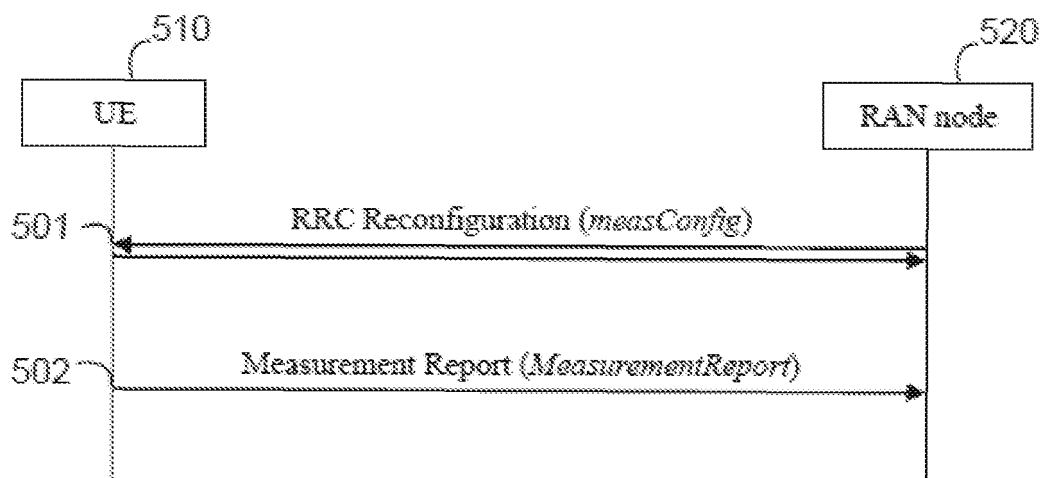 510
520
UE
RAN node
501
RRC Reconfiguration (measConfig)
502
Measurement Report (MeasurementReport)